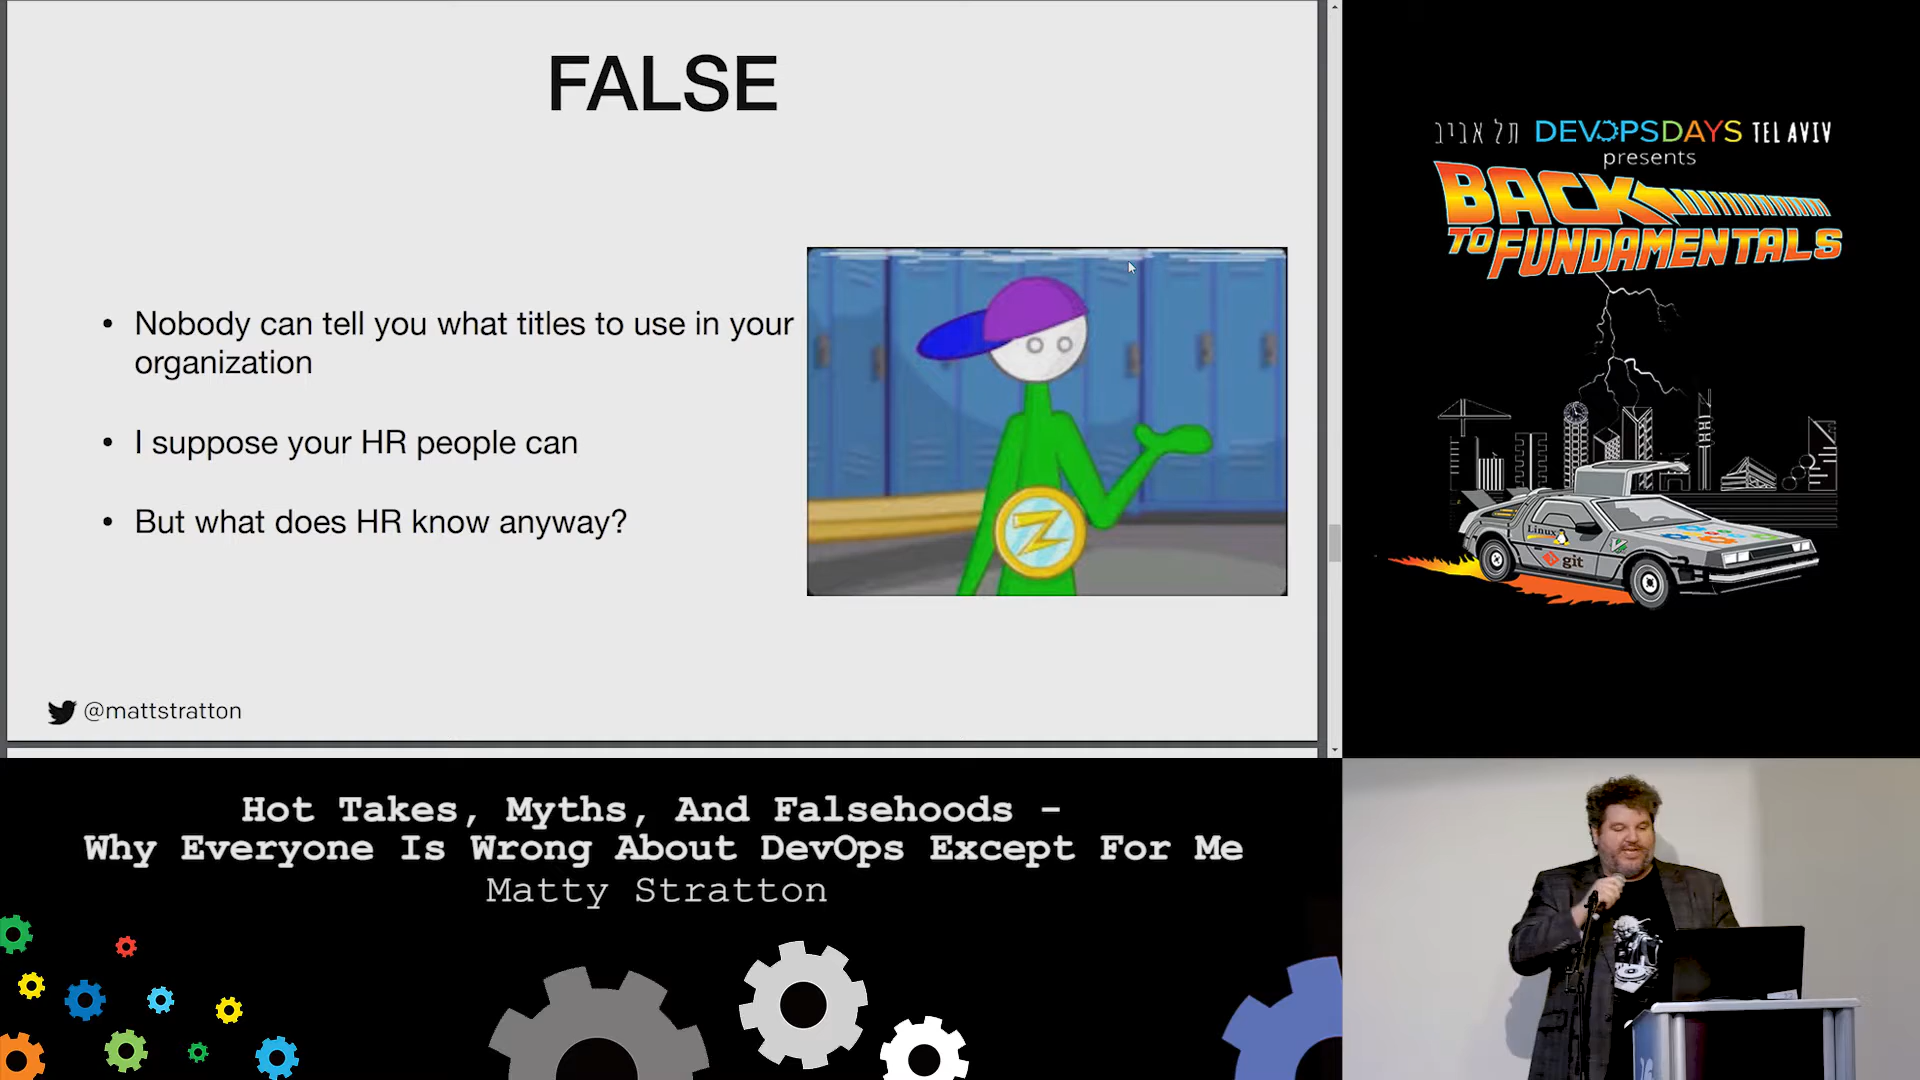 FALSE
• Nobody can tell you what titles to use in your
organization
• I suppose your HR people can
• But what does HR know anyway?
Z
@mattstratton
תל אביב DEVOPSDAYS TEL AVIV
presents
BACK
TO FUNDAMENTALS
Linux
git
Hot Takes, Myths, And Falsehoods -
Why Everyone Is Wrong About DevOps Except For Me
Matty Stratton